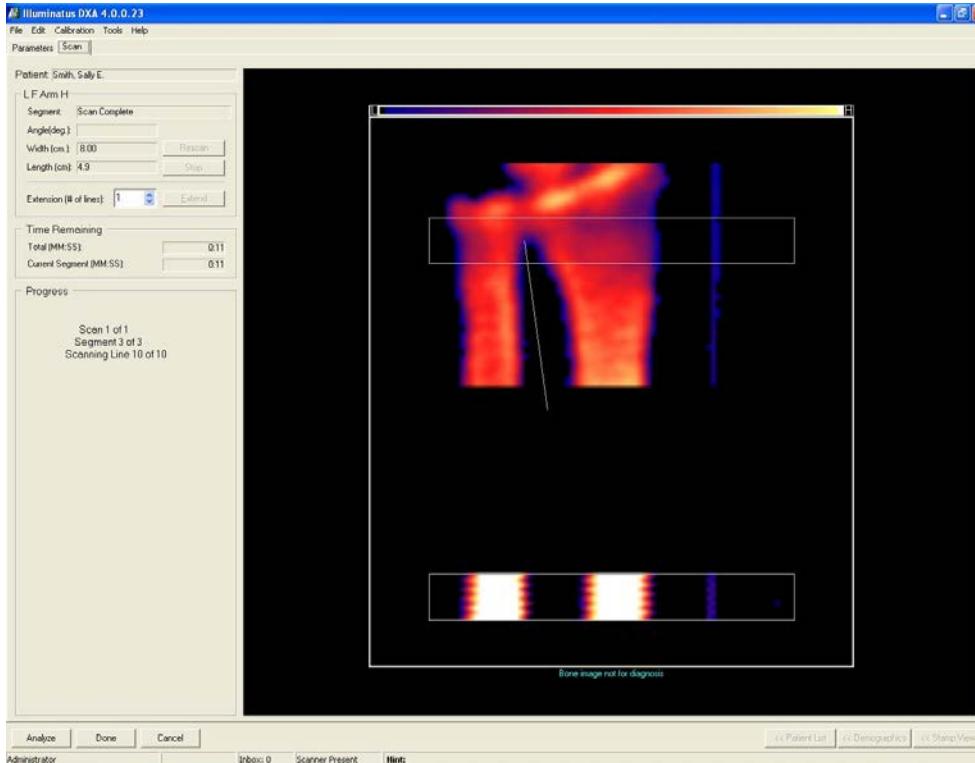 Illuminatus DXA 4.0.0.23
File Edit Calibration Tools Help
Parameters Scan
Patient: Smith, Sally E.
L F Arm H
Segment: Scan Complete
Angle(deg.):
Width (cm.): 8.00 Rescan
Length (cm): 4.9 Stop
Extension (# of lines): 1 Extend
Time Remaining
Total (MM:SS): 0:11
Current Segment (MM:SS): 0:11
Progress
Scan 1 of 1
Segment 3 of 3
Scanning Line 10 of 10
L H
Bone image not for diagnosis
Analyze Done Cancel << Patient List << Demographics << Stamp View
Administrator Inbox: 0 Scanner Present Hint: